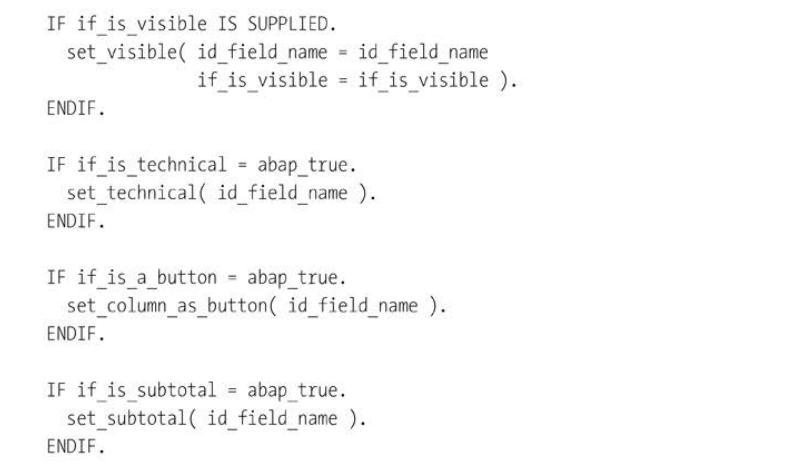 IF if_is_visible IS SUPPLIED.
set_visible( id_field_name = id_field_name
if_is_visible = if_is_visible ).
ENDIF.
IF if_is_technical = abap_true.
set_technical( id_field_name ).
ENDIF.
IF if_is_a_button = abap_true.
set_column_as_button( id_field_name ).
ENDIF.
IF if_is_subtotal = abap_true.
set_subtotal( id_field_name ).
ENDIF.